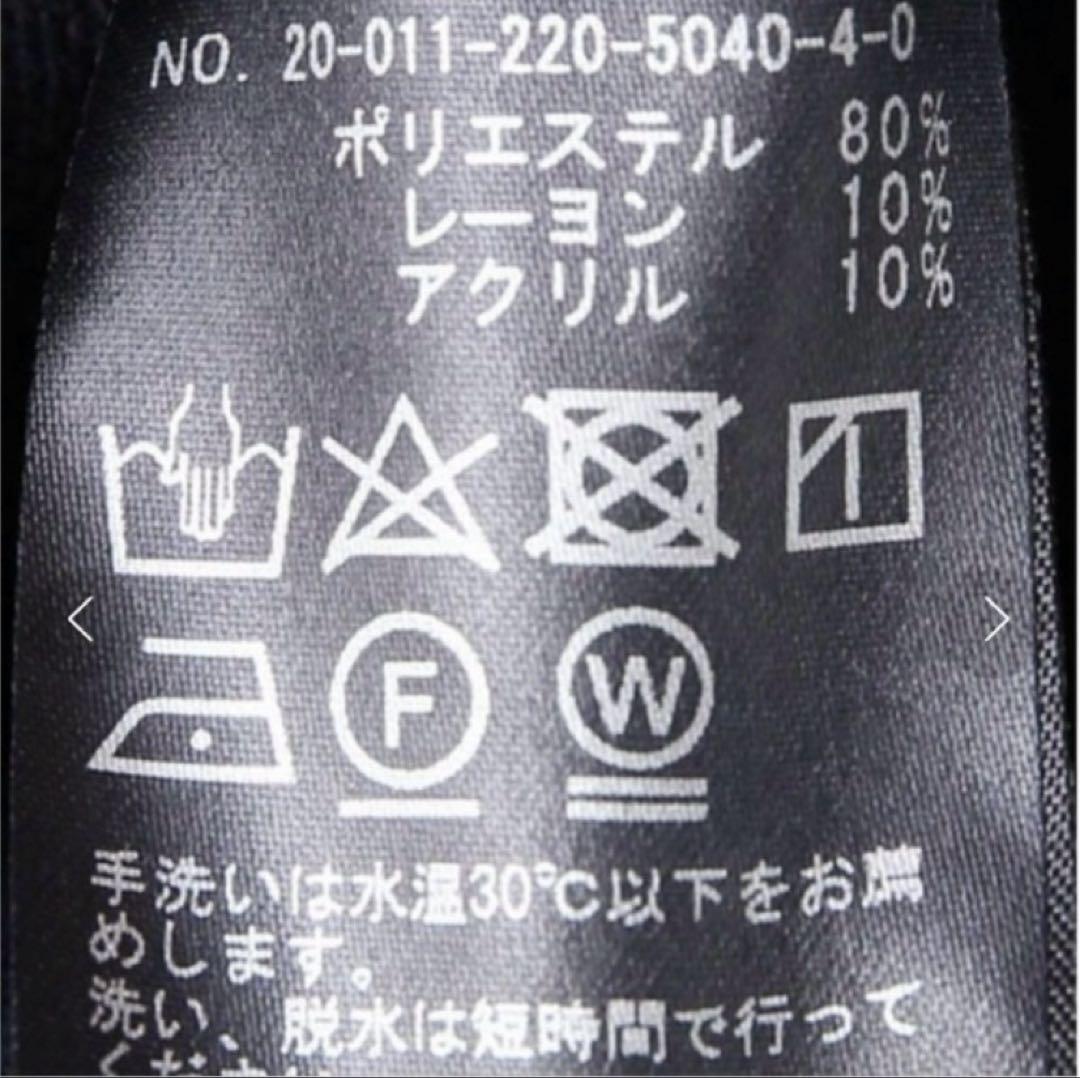 NO. 20-011-220-5040-4-0
ポリエステル 80%
レーヨン 10%
アクリル 10%
F W
手洗いは水温30℃以下をお薦
めします。
洗い、脱水は短時間で行って